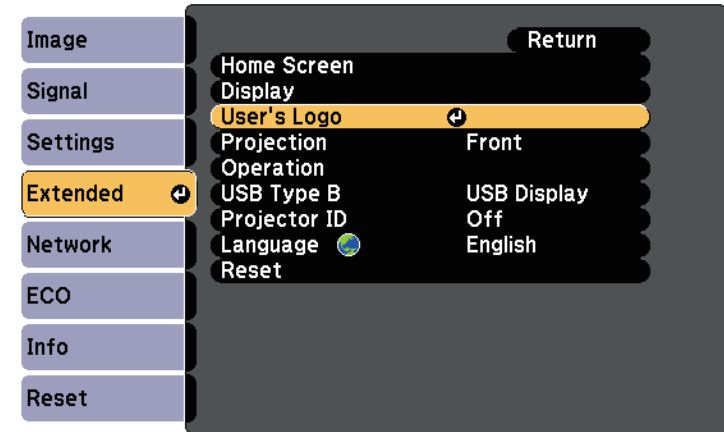 Image
Signal
Settings
Extended
Network
ECO
Info
Reset
Return
Home Screen
Display
User's Logo
Projection Front
Operation
USB Type B USB Display
Projector ID Off
Language English
Reset